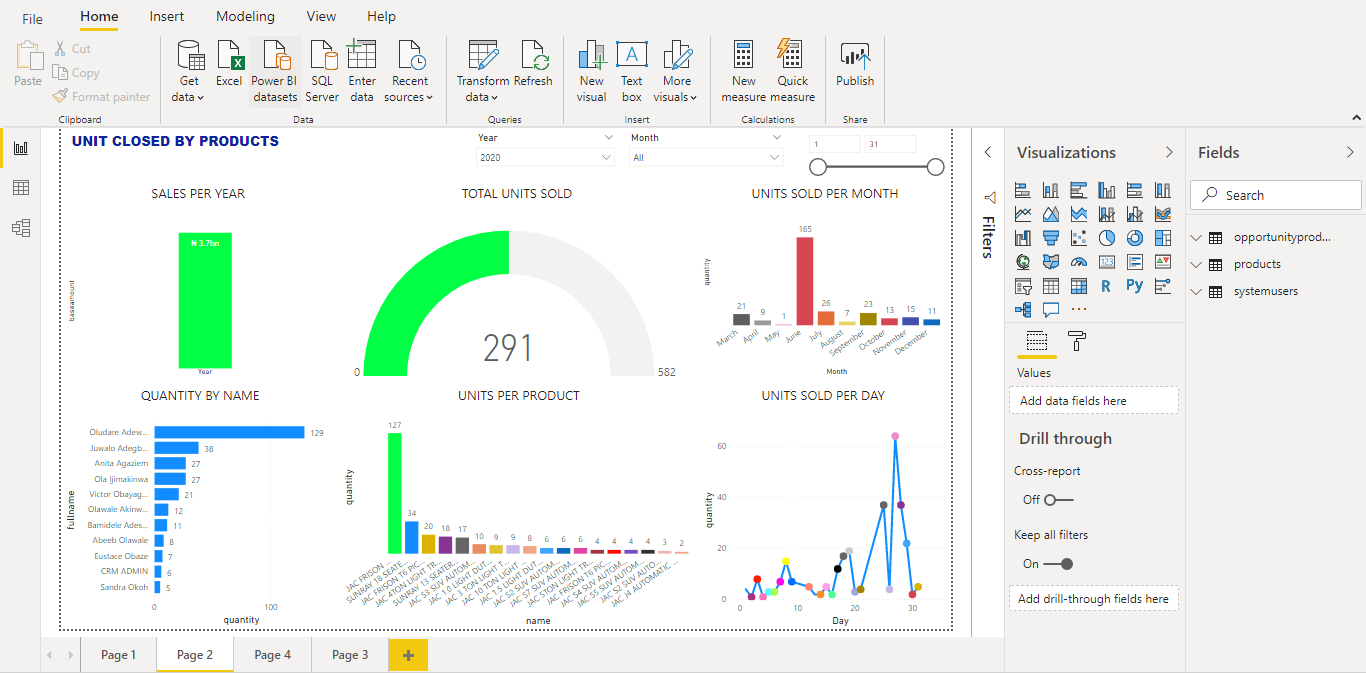 File Home Insert Modeling View Help
Paste
Cut
Copy
Format painter
Clipboard
Get data
Excel
Power BI datasets
SQL Server
Enter data
Recent sources
Data
Transform data
Refresh
Queries
New visual
Text box
More visuals
Insert
New measure
Quick measure
Calculations
Publish
Share
UNIT CLOSED BY PRODUCTS
Year
2020
Month
All
1
31
SALES PER YEAR
₦ 3.7bn
baseamount
Year
TOTAL UNITS SOLD
291
0
582
UNITS SOLD PER MONTH
quantity
21 9 1 165 26 7 23 13 15 11
March April May June July August September October November December
Month
QUANTITY BY NAME
fullname
Oludare Adew... 129
Juwalo Adegb... 38
Anita Agaziem 27
Ola Ijimakinwa 27
Victor Obayag... 21
Olawale Akinw... 12
Bamidele Ades... 11
Abeeb Olawale 8
Eustace Obaze 7
CRM ADMIN 6
Sandra Okoh 5
0 100
quantity
UNITS PER PRODUCT
quantity
127 34 20 18 17 10 9 9 8 6 6 6 4 4 4 4 3 2
JAC FRISON ...
SUNRAY 18 SEATE...
JAC FRISON T6 PIC...
JAC 4TON LIGHT TR...
SUNRAY 13 SEATER...
JAC S3 SUV AUTOM...
JAC 1.0 LIGHT DUT...
JAC 3 TON LIGHT T...
JAC 10 TON LIGHT ...
JAC 1.5 LIGHT DUT...
JAC S2 SUV AUTOM...
JAC S7 SUV AUTOM...
JAC 5TON LIGHT TR...
JAC FRISON T6 PIC...
JAC S4 SUV AUTOM...
JAC S5 SUV AUTOM...
JAC S2 SUV AUTO...
JAC J4 AUTOMATIC ...
name
UNITS SOLD PER DAY
quantity
60
40
20
0
0 10 20 30
Day
Filters
Visualizations
123
R
Py
...
Values
Add data fields here
Drill through
Cross-report
Off
Keep all filters
On
Add drill-through fields here
Fields
Search
opportunityprod...
products
systemusers
Page 1 Page 2 Page 4 Page 3 +